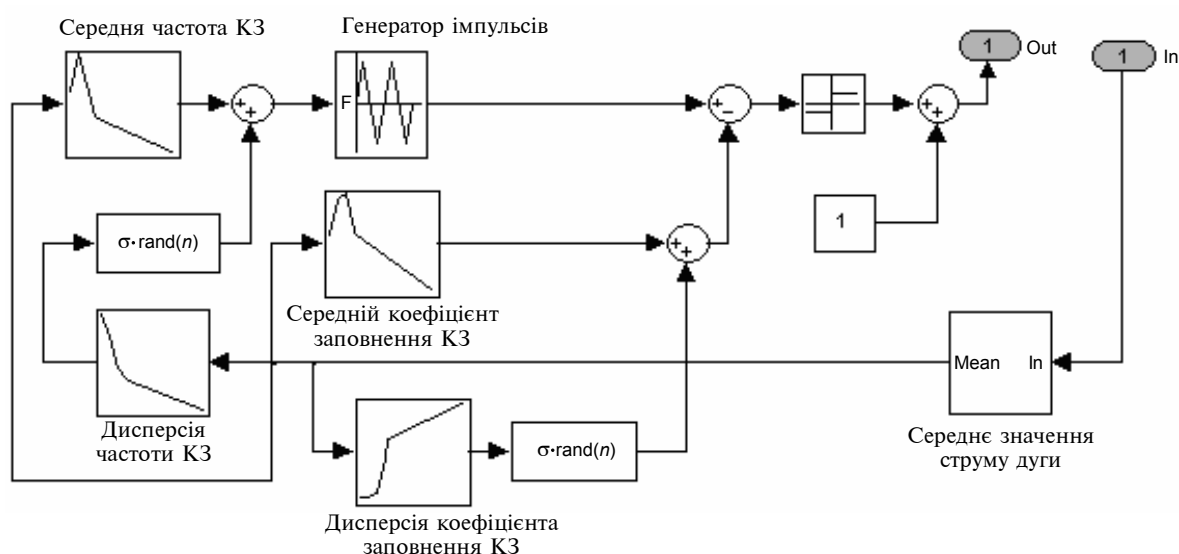 Середня частота КЗ
Генератор імпульсів
1
Out
1
In
F
+
+
+
−
+
+
1
σ·rand(n)
+
+
Середній коефіцієнт
заповнення КЗ
Mean
In
Дисперсія
частоти КЗ
σ·rand(n)
Середнє значення
струму дуги
Дисперсія коефіцієнта
заповнення КЗ